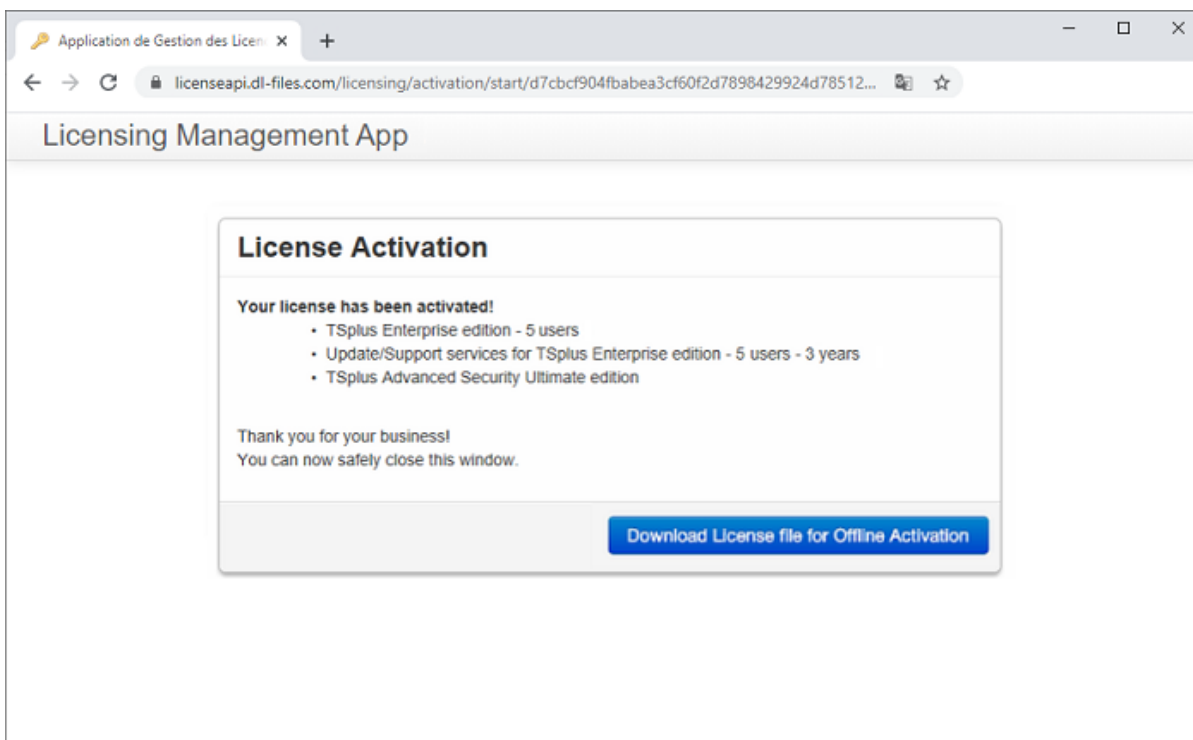 Application de Gestion des Licen
licenseapi.dl-files.com/licensing/activation/start/d7cbcf904fbabea3cf60f2d7898429924d78512...
Licensing Management App
License Activation
Your license has been activated!
• TSplus Enterprise edition - 5 users
• Update/Support services for TSplus Enterprise edition - 5 users - 3 years
• TSplus Advanced Security Ultimate edition
Thank you for your business!
You can now safely close this window.
Download License file for Offline Activation